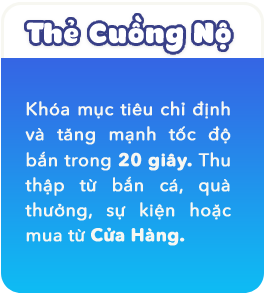 Thẻ Cuồng Nộ
Khóa mục tiêu chỉ định
và tăng mạnh tốc độ
bắn trong 20 giây. Thu
thập từ bắn cá, quà
thưởng, sự kiện hoặc
mua từ Cửa Hàng.